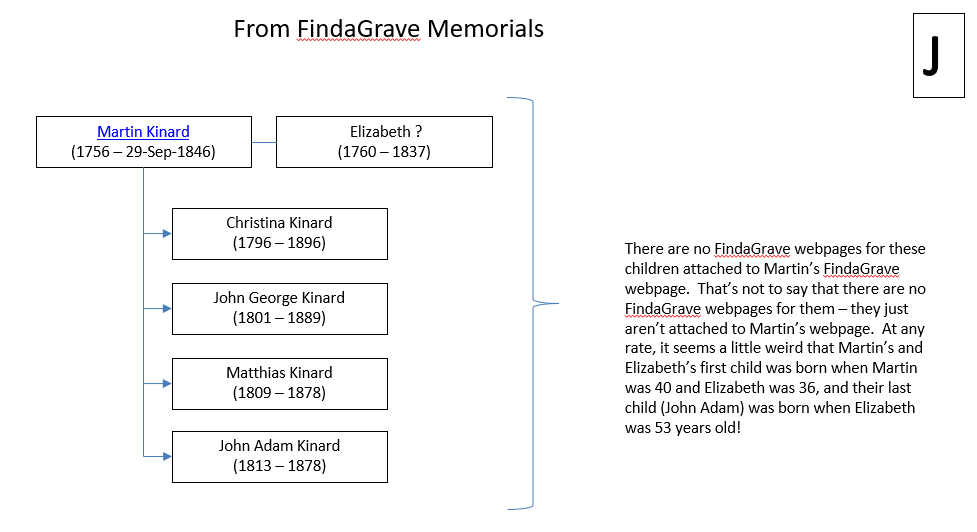 From FindaGrave Memorials
J
Martin Kinard
(1756 – 29-Sep-1846)
Elizabeth ?
(1760 – 1837)
Christina Kinard
(1796 – 1896)
John George Kinard
(1801 – 1889)
Matthias Kinard
(1809 – 1878)
John Adam Kinard
(1813 – 1878)
There are no FindaGrave webpages for these
children attached to Martin’s FindaGrave
webpage.  That’s not to say that there are no
FindaGrave webpages for them – they just
aren’t attached to Martin’s webpage.  At any
rate, it seems a little weird that Martin’s and
Elizabeth’s first child was born when Martin
was 40 and Elizabeth was 36, and their last
child (John Adam) was born when Elizabeth
was 53 years old!